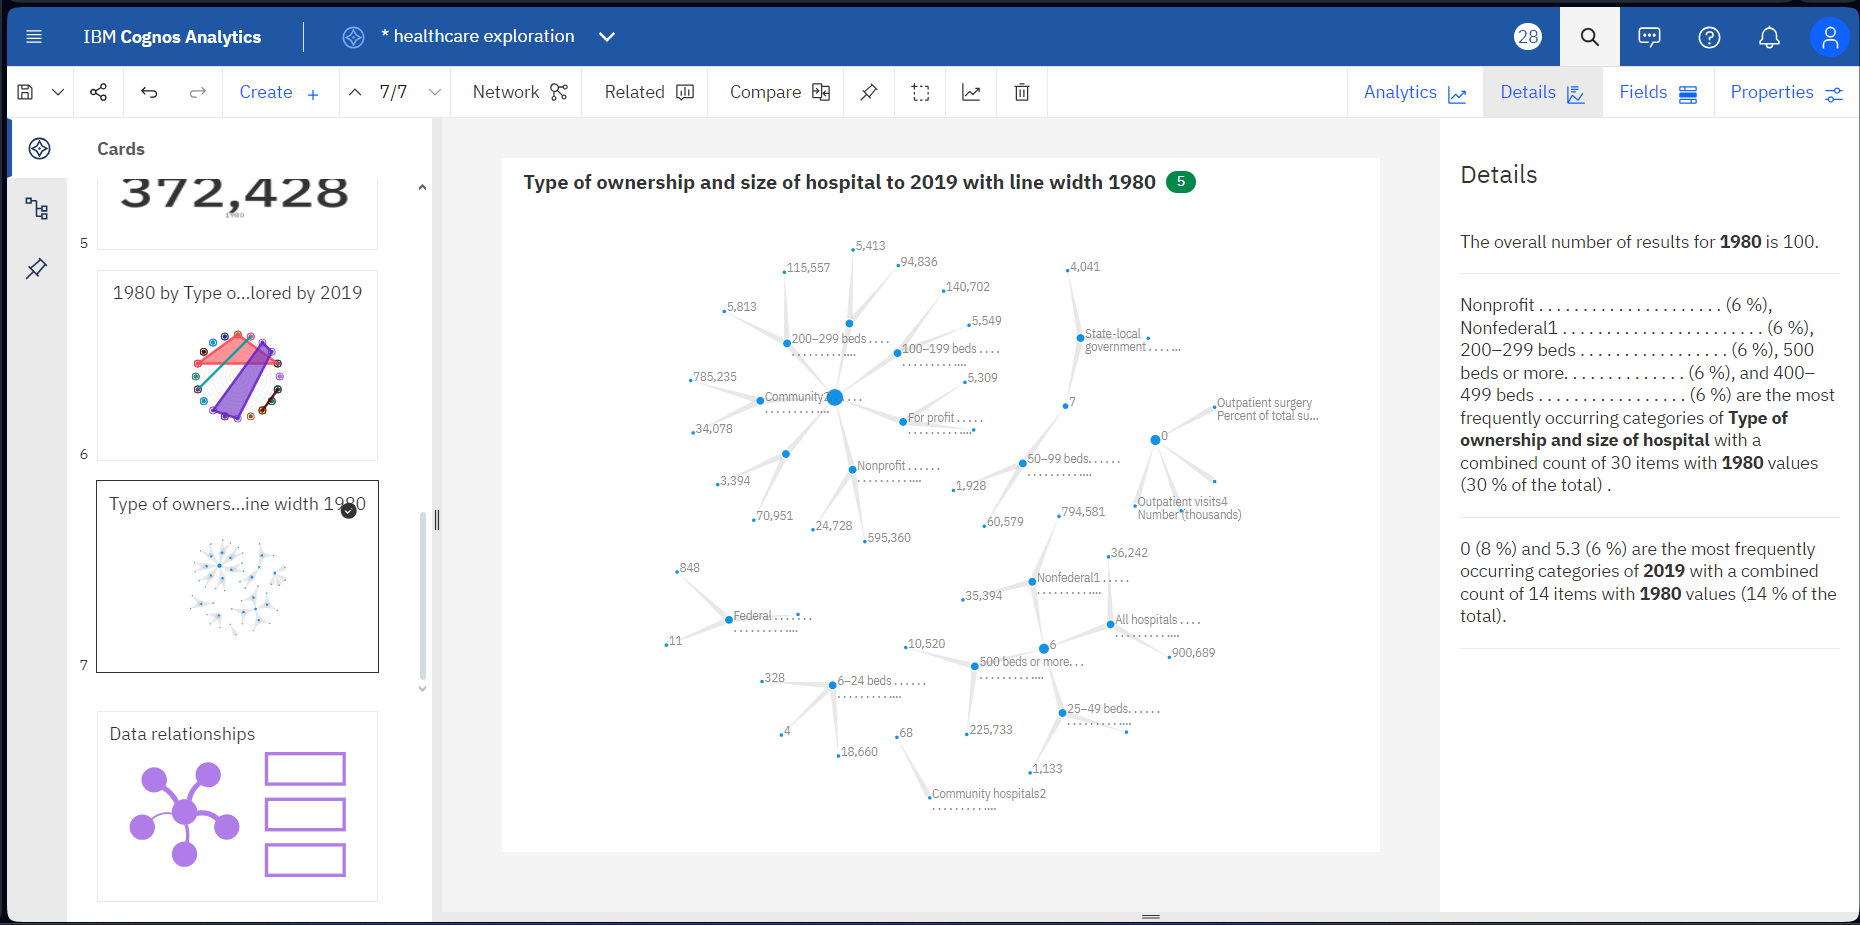 IBM Cognos Analytics
* healthcare exploration
28
Create +
7/7
Network
Related
Compare
Analytics
Details
Fields
Properties
Cards
372,428
1980
5
1980 by Type o...lored by 2019
6
Type of owners...ine width 1980
7
Data relationships
Type of ownership and size of hospital to 2019 with line width 1980 5
5,413
94,836
115,557
140,702
5,813
5,549
200–299 beds . . . .
. . . . . . . . . ....
100–199 beds . . . .
. . . . . . . . . ....
785,235
5,309
Community2 . . .
. . . . . . . . . ....
For profit . . . . .
. . . . . . . . . ....
34,078
Nonprofit . . . . . .
. . . . . . . . . ....
3,394
70,951
24,728
595,360
4,041
State-local
government . . . . ...
7
Outpatient surgery
Percent of total su...
0
50–99 beds. . . . . .
. . . . . . . . . ....
1,928
Outpatient visits4
Number (thousands)
60,579
794,581
36,242
848
Nonfederal1 . . . . .
. . . . . . . . . ....
35,394
Federal . . . . . . .
. . . . . . . . . ....
All hospitals . . . .
. . . . . . . . . ....
11
10,520
6
900,689
500 beds or more. . .
. . . . . . . . . ....
328
6–24 beds . . . . . .
. . . . . . . . . ....
25–49 beds. . . . . .
. . . . . . . . . ....
4
68
225,733
18,660
1,133
Community hospitals2
. . . . . . . . . ....
Details
The overall number of results for 1980 is 100.
Nonprofit . . . . . . . . . . . . . . . . . . . . . (6 %),
Nonfederal1 . . . . . . . . . . . . . . . . . . . . . . . (6 %),
200–299 beds . . . . . . . . . . . . . . . . . (6 %), 500
beds or more. . . . . . . . . . . . . . (6 %), and 400–
499 beds . . . . . . . . . . . . . . . . . (6 %) are the most
frequently occurring categories of Type of
ownership and size of hospital with a
combined count of 30 items with 1980 values
(30 % of the total) .
0 (8 %) and 5.3 (6 %) are the most frequently
occurring categories of 2019 with a combined
count of 14 items with 1980 values (14 % of the
total).